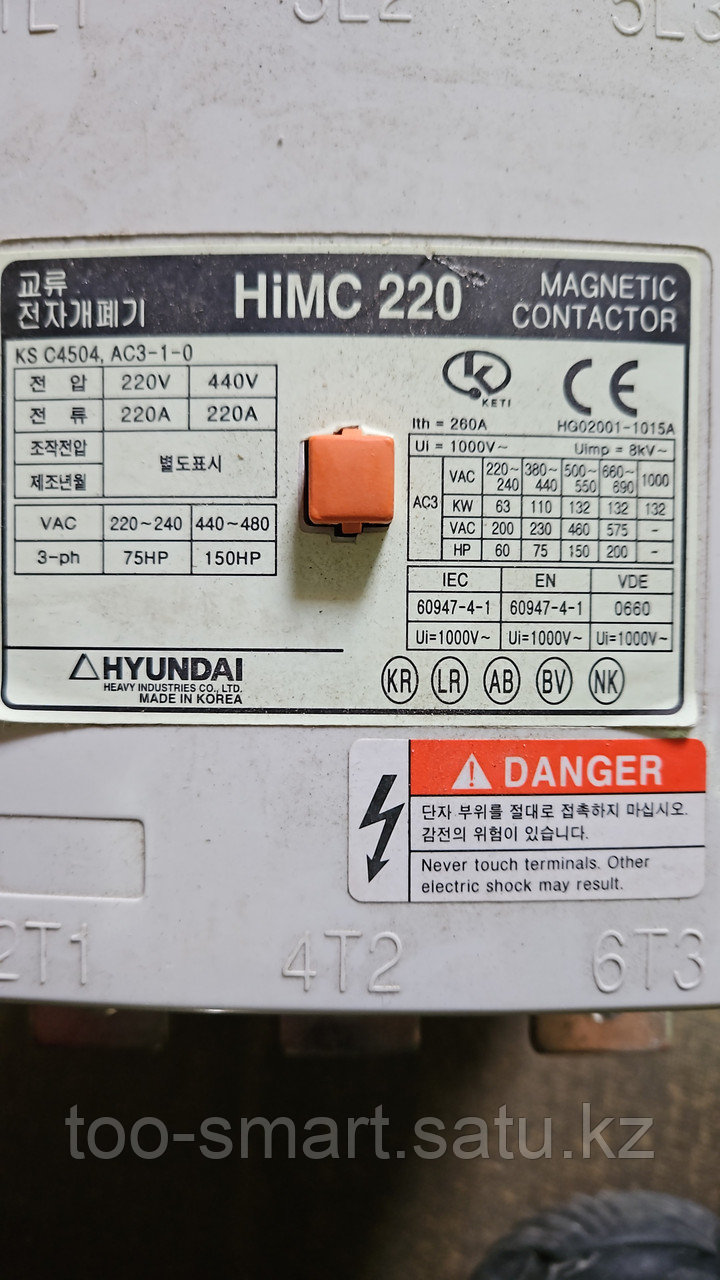 1L1 3L2 5L3
교류
전자개폐기
HiMC 220
MAGNETIC
CONTACTOR
KS C4504, AC3-1-0
전 압 220V 440V
전 류 220A 220A
조작전압
제조년월
별도표시
VAC 220~240 440~480
3-ph 75HP 150HP
K
KETI
CE
Ith = 260A HG02001-1015A
Ui = 1000V~ Uimp = 8kV~
AC3
VAC 220~240 380~440 500~550 660~690 1000
KW 63 110 132 132 132
VAC 200 230 460 575 -
HP 60 75 150 200 -
IEC EN VDE
60947-4-1 60947-4-1 0660
Ui=1000V~ Ui=1000V~ Ui=1000V~
HYUNDAI
HEAVY INDUSTRIES CO., LTD.
MADE IN KOREA
KR LR AB BV NK
DANGER
단자 부위를 절대로 접촉하지 마십시오.
감전의 위험이 있습니다.
Never touch terminals. Other
electric shock may result.
2T1 4T2 6T3
too-smart.satu.kz